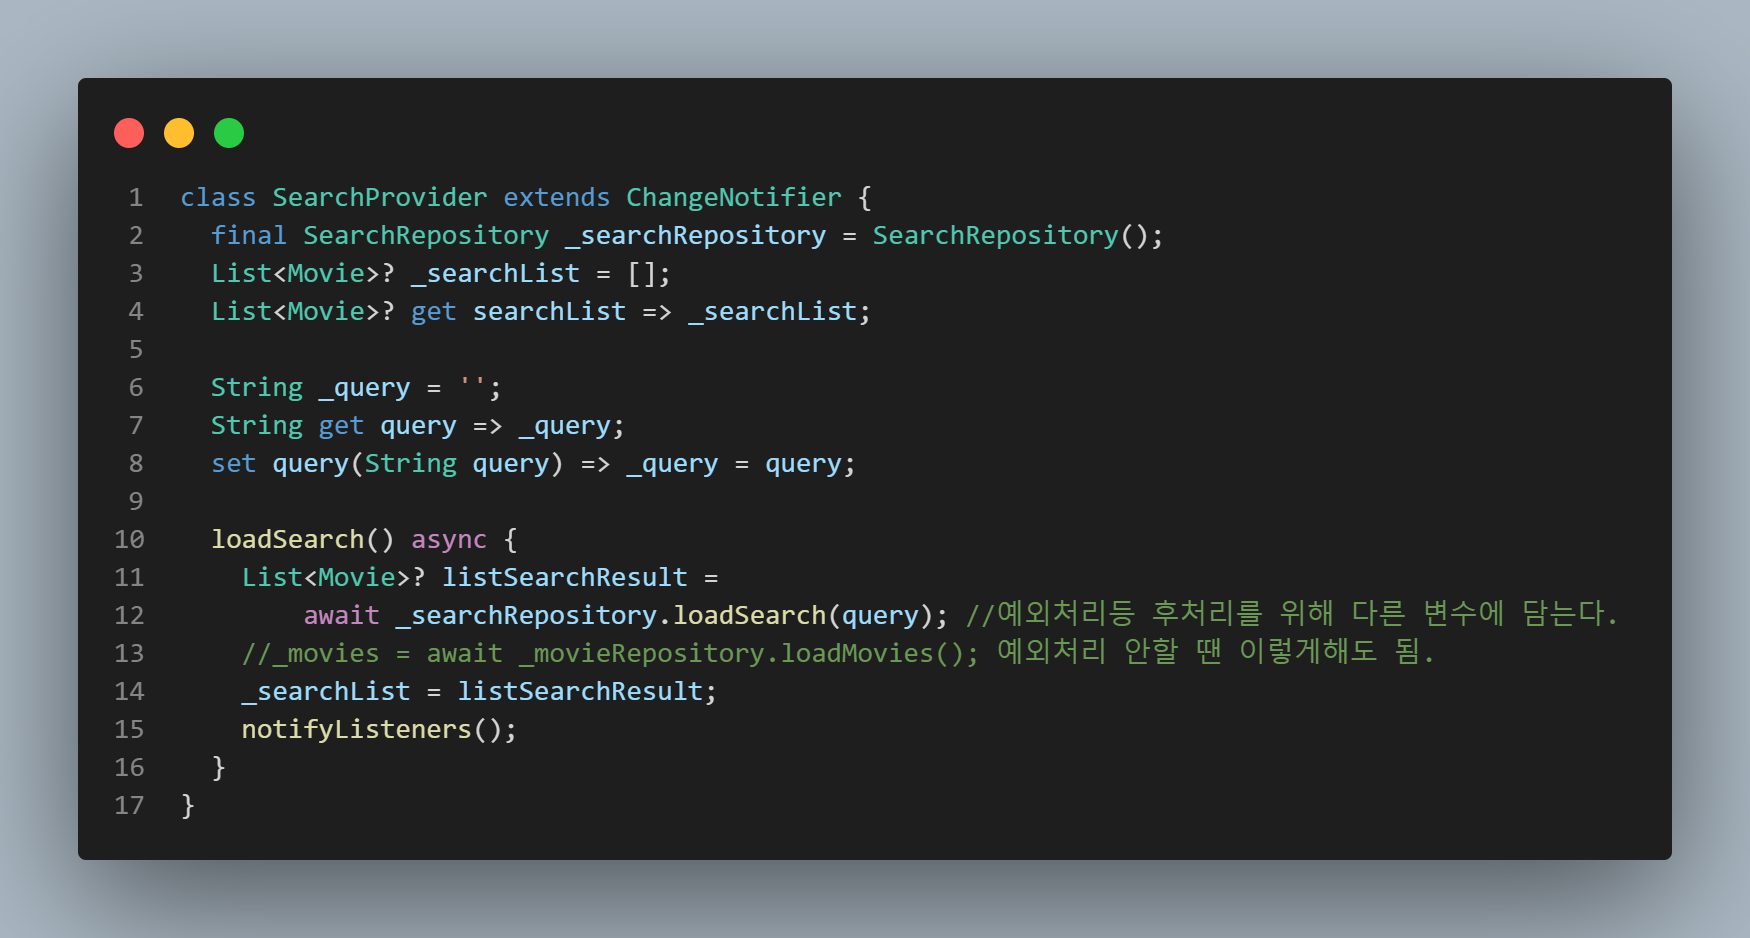 1 class SearchProvider extends ChangeNotifier {
2 final SearchRepository _searchRepository = SearchRepository();
3 List<Movie>? _searchList = [];
4 List<Movie>? get searchList => _searchList;
5
6 String _query = '';
7 String get query => _query;
8 set query(String query) => _query = query;
9
10 loadSearch() async {
11 List<Movie>? listSearchResult =
12 await _searchRepository.loadSearch(query); //예외처리등 후처리를 위해 다른 변수에 담는다.
13 //_movies = await _movieRepository.loadMovies(); 예외처리 안할 땐 이렇게해도 됨.
14 _searchList = listSearchResult;
15 notifyListeners();
16 }
17 }